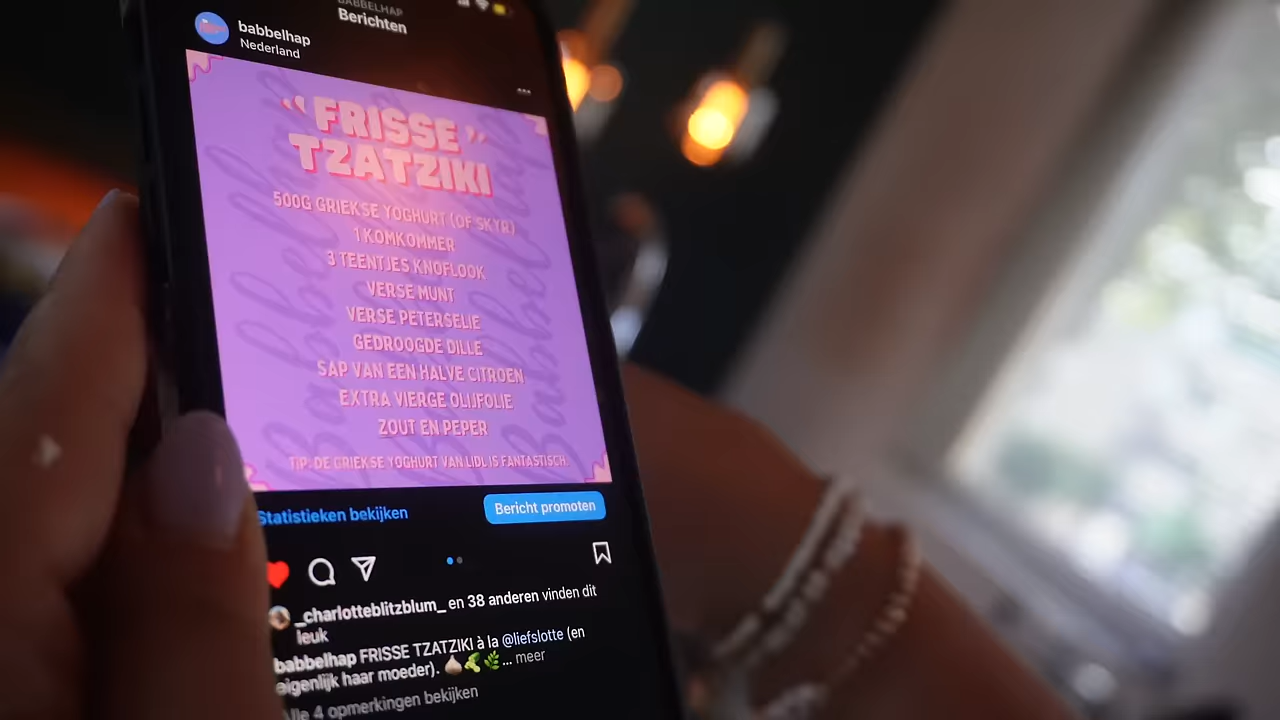 BABBELHAP
Berichten
babbelhap
Nederland
"FRISSE"
TZATZIKI
500G GRIEKSE YOGHURT (OF SKYR)
1 KOMKOMMER
3 TEENTJES KNOFLOOK
VERSE MUNT
VERSE PETERSELIE
GEDROOGDE DILLE
SAP VAN EEN HALVE CITROEN
EXTRA VIERGE OLIJFOLIE
ZOUT EN PEPER
TIP: DE GRIEKSE YOGHURT VAN LIDL IS FANTASTISCH.
Statistieken bekijken
Bericht promoten
_charlotteblitzblum_ en 38 anderen vinden dit
leuk
babbelhap FRISSE TZATZIKI à la @liefslotte (en
eigenlijk haar moeder). 🧄🥒🌿... meer
Alle 4 opmerkingen bekijken